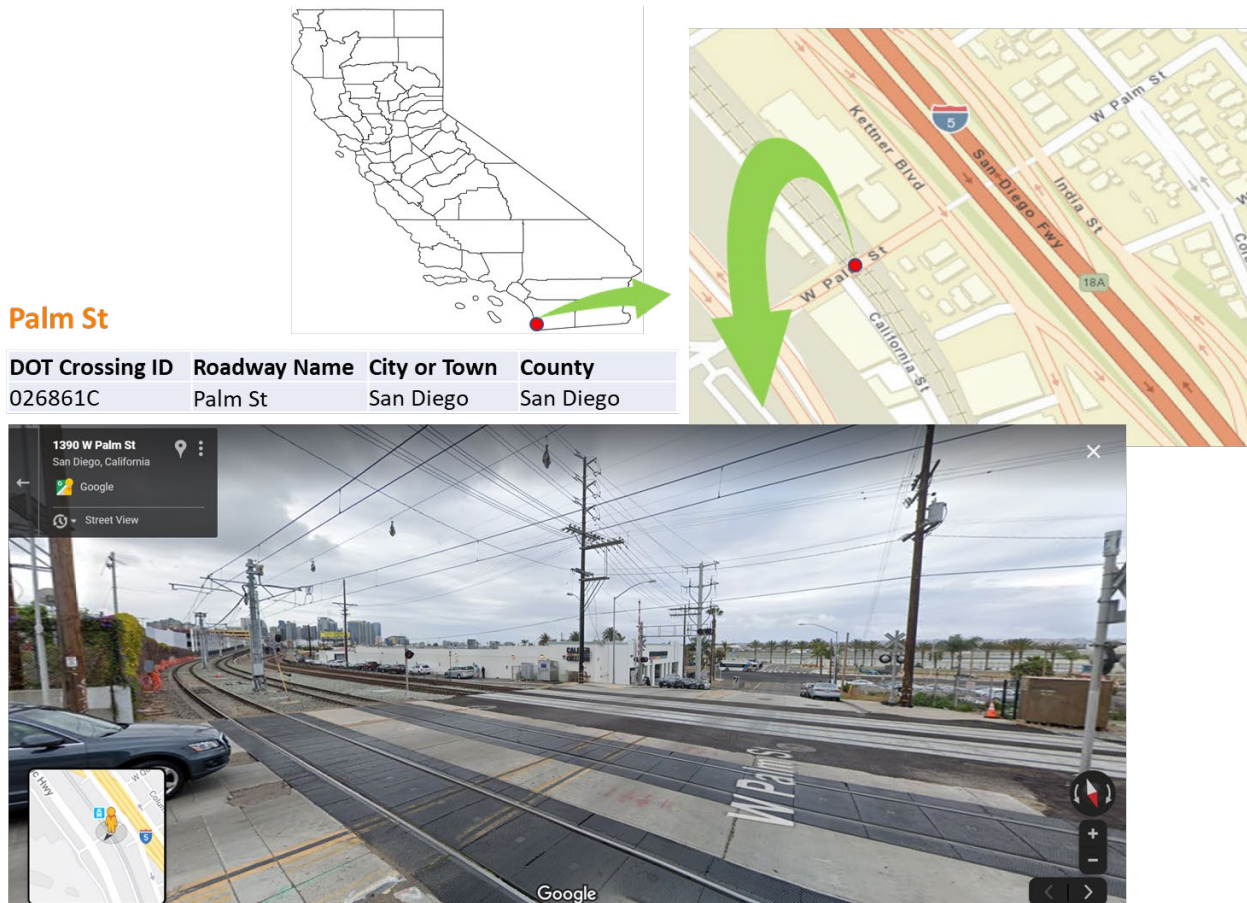 Kettner Blvd
5
San Diego Fwy
India St
W Palm St
18A
W Palm St
California St
Palm St
DOT Crossing ID Roadway Name City or Town County
026861C Palm St San Diego San Diego
1390 W Palm St
San Diego, California
Google
Street View
W Palm St
5
Google